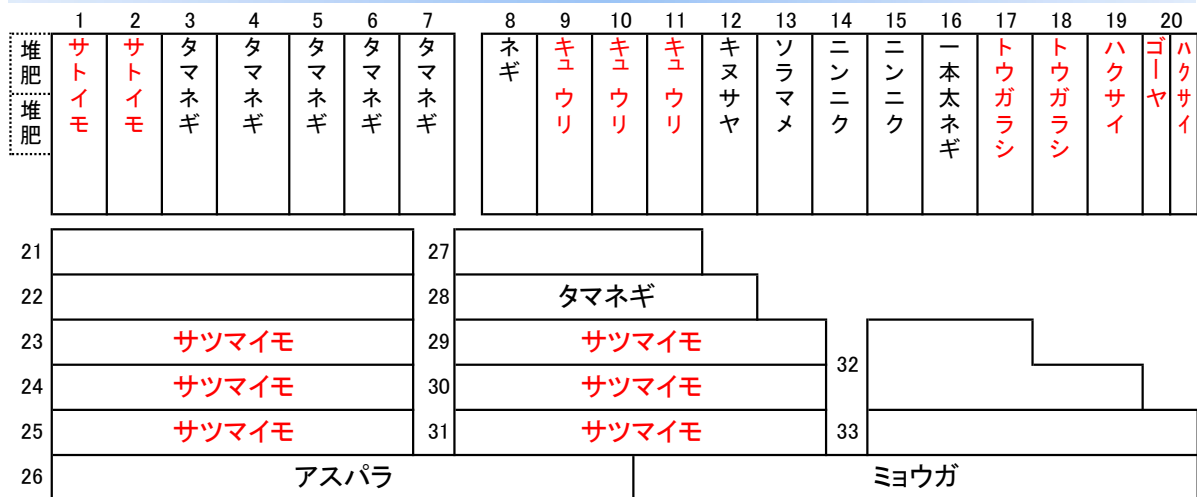 1 2 3 4 5 6 7 8 9 10 11 12 13 14 15 16 17 18 19 20
堆肥
堆肥
サトイモ
サトイモ
タマネギ
タマネギ
タマネギ
タマネギ
タマネギ
ネギ
キュウリ
キュウリ
キュウリ
キヌサヤ
ソラマメ
ニンニク
ニンニク
一本太ネギ
トウガラシ
トウガラシ
ハクサイ
ゴーヤ
ハクサイ
21 27
22 28 タマネギ
23 サツマイモ 29 サツマイモ
24 サツマイモ 30 サツマイモ 32
25 サツマイモ 31 サツマイモ 33
26 アスパラ ミョウガ